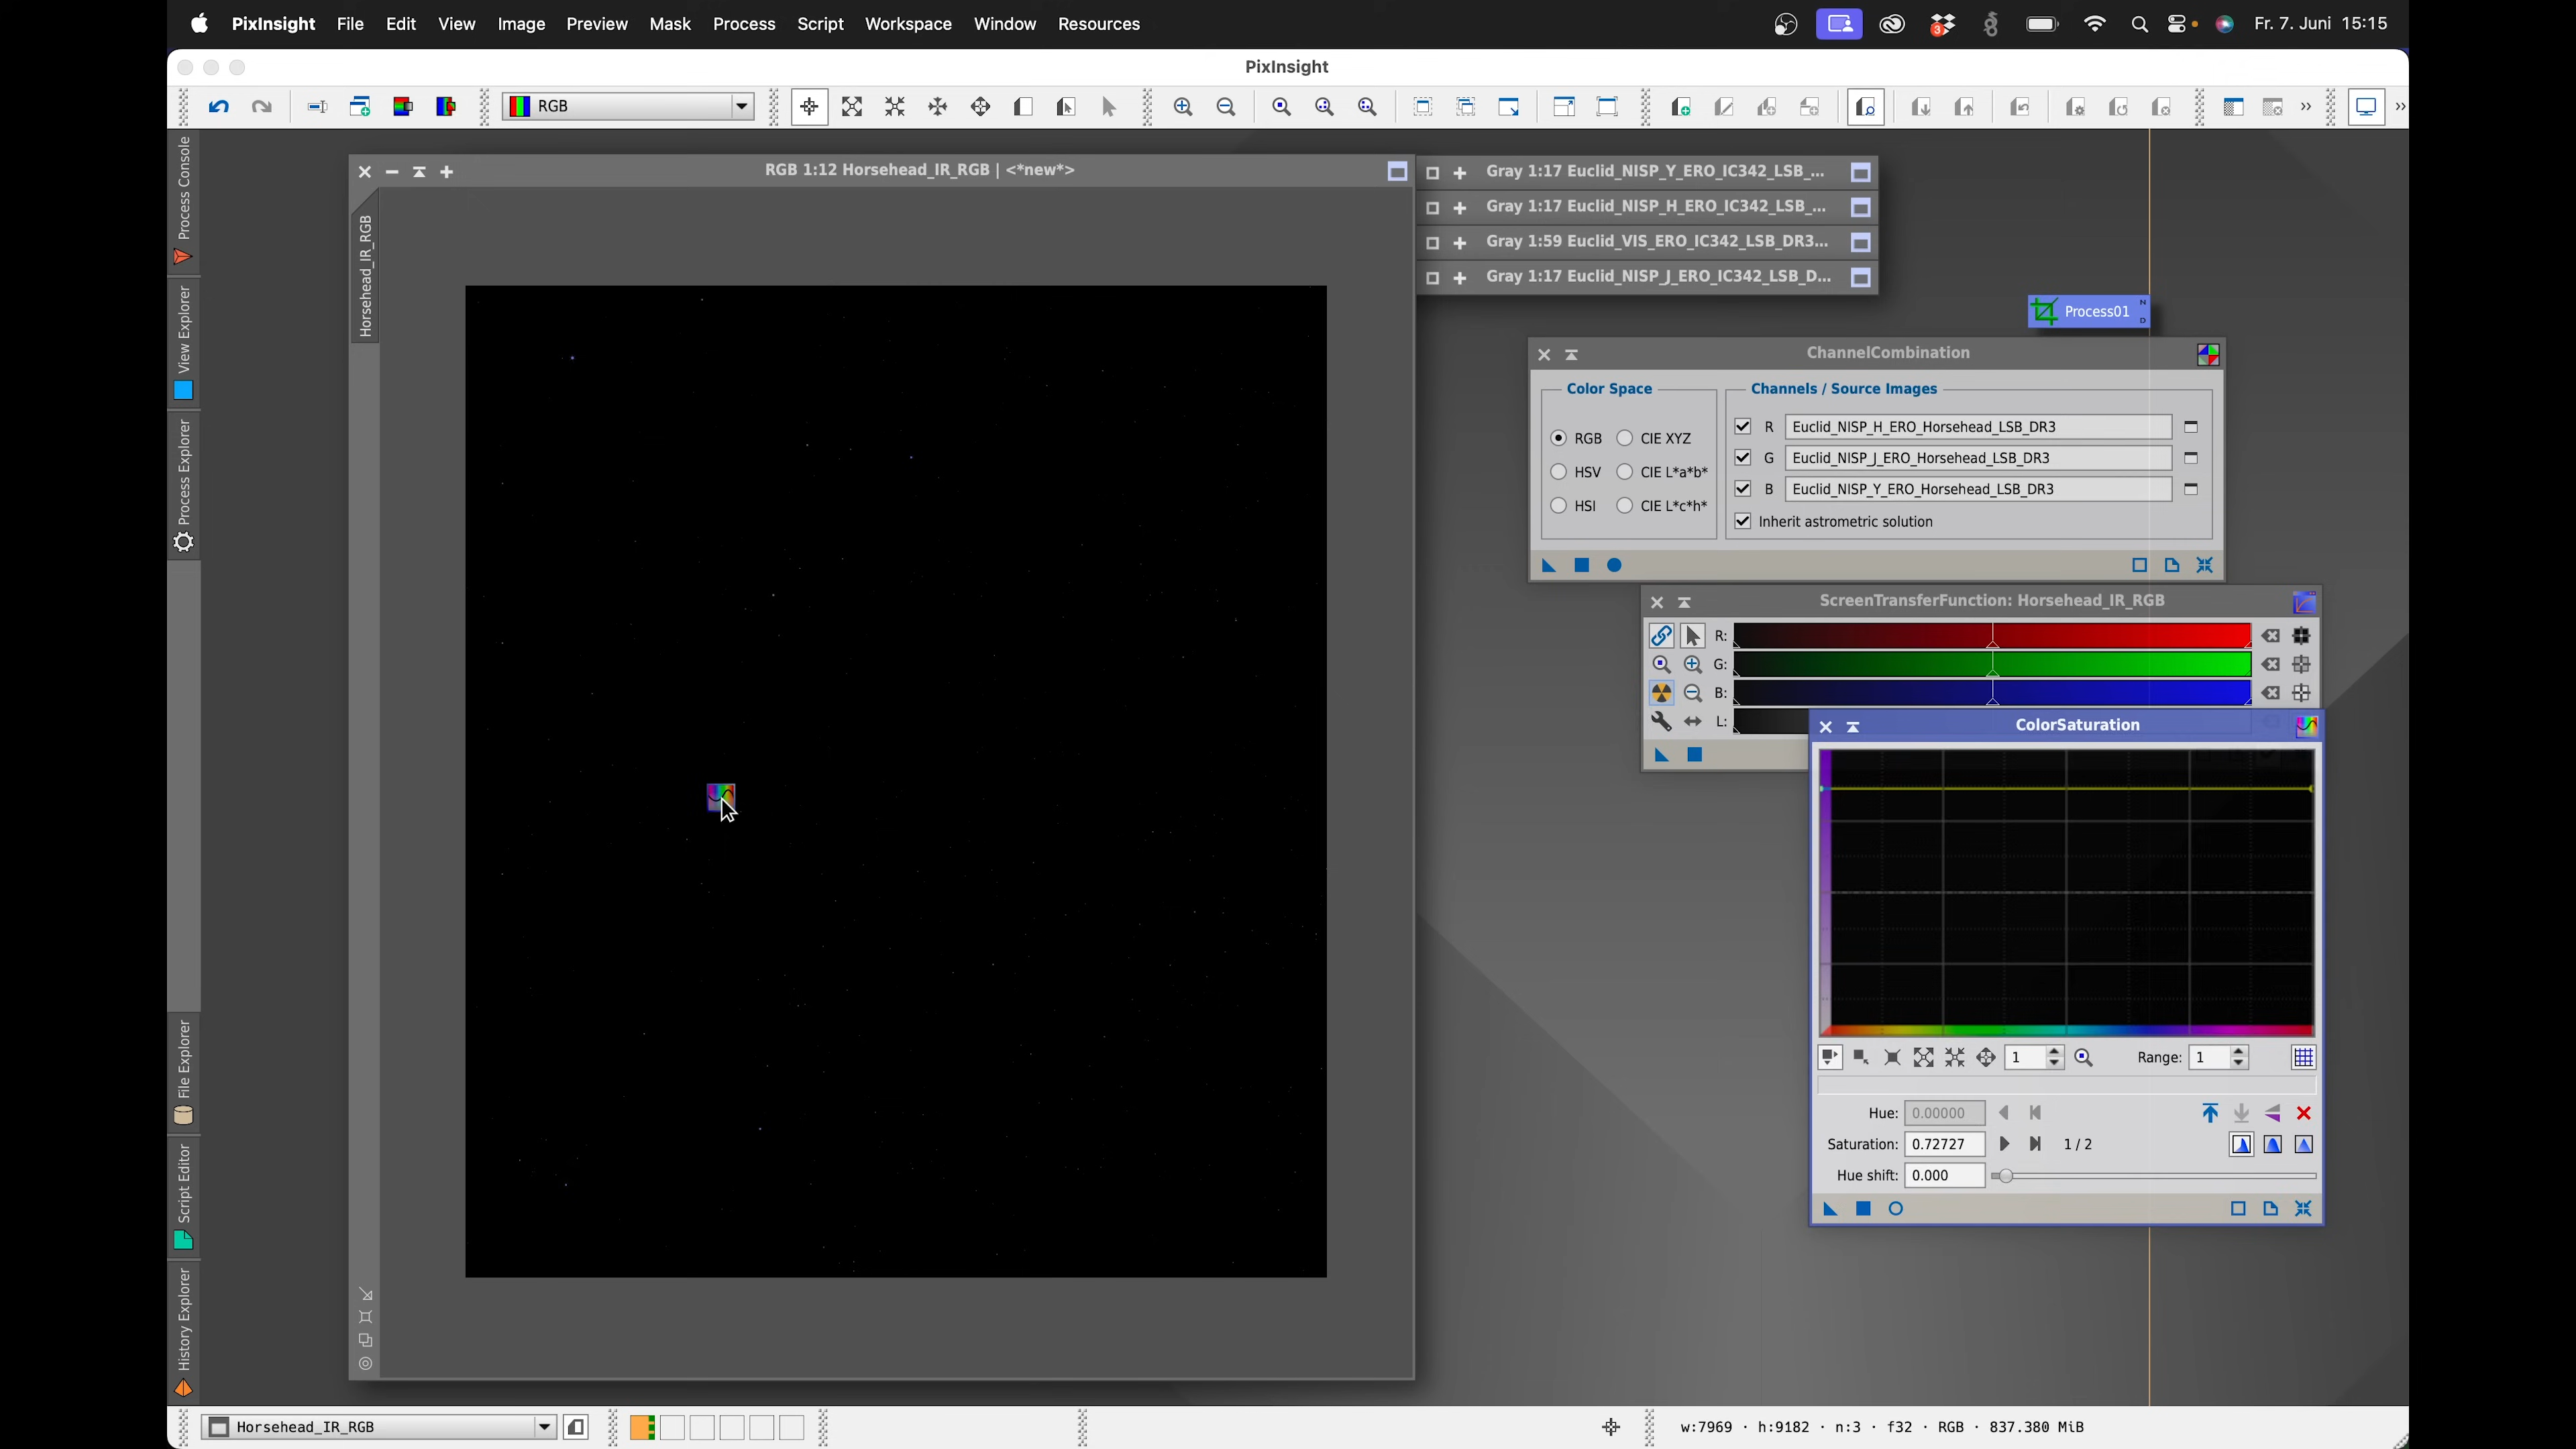 PixInsight File Edit View Image Preview Mask Process Script Workspace Window Resources
3
Fr. 7. Juni 15:15
PixInsight
RGB
Process Console
View Explorer
Process Explorer
File Explorer
Script Editor
History Explorer
RGB 1:12 Horsehead_IR_RGB | <*new*>
Horsehead_IR_RGB
Gray 1:17 Euclid_NISP_Y_ERO_IC342_LSB_...
Gray 1:17 Euclid_NISP_H_ERO_IC342_LSB_...
Gray 1:59 Euclid_VIS_ERO_IC342_LSB_DR3...
Gray 1:17 Euclid_NISP_J_ERO_IC342_LSB_D...
Process01
N
D
ChannelCombination
Color Space
Channels / Source Images
RGB CIE XYZ
HSV CIE L*a*b*
HSI CIE L*c*h*
R Euclid_NISP_H_ERO_Horsehead_LSB_DR3
G Euclid_NISP_J_ERO_Horsehead_LSB_DR3
B Euclid_NISP_Y_ERO_Horsehead_LSB_DR3
Inherit astrometric solution
ScreenTransferFunction: Horsehead_IR_RGB
R:
G:
B:
L:
ColorSaturation
1
Range: 1
Hue: 0.00000
Saturation: 0.72727 1 / 2
Hue shift: 0.000
Horsehead_IR_RGB
w:7969 · h:9182 · n:3 · f32 · RGB · 837.380 MiB